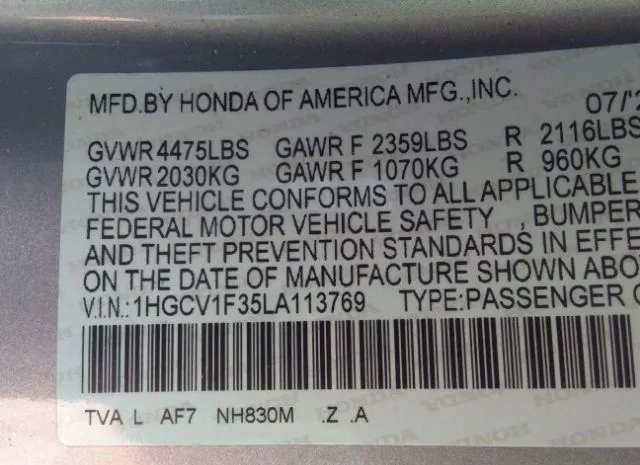 MFD.BY HONDA OF AMERICA MFG.,INC. 07/
GVWR 4475LBS GAWR F 2359LBS R 2116LBS
GVWR 2030KG GAWR F 1070KG R 960KG
THIS VEHICLE CONFORMS TO ALL APPLICABLE
FEDERAL MOTOR VEHICLE SAFETY , BUMPER
AND THEFT PREVENTION STANDARDS IN EFFE
ON THE DATE OF MANUFACTURE SHOWN ABO
V.I.N.:1HGCV1F35LA113769 TYPE:PASSENGER C
TVA L AF7 NH830M .Z .A